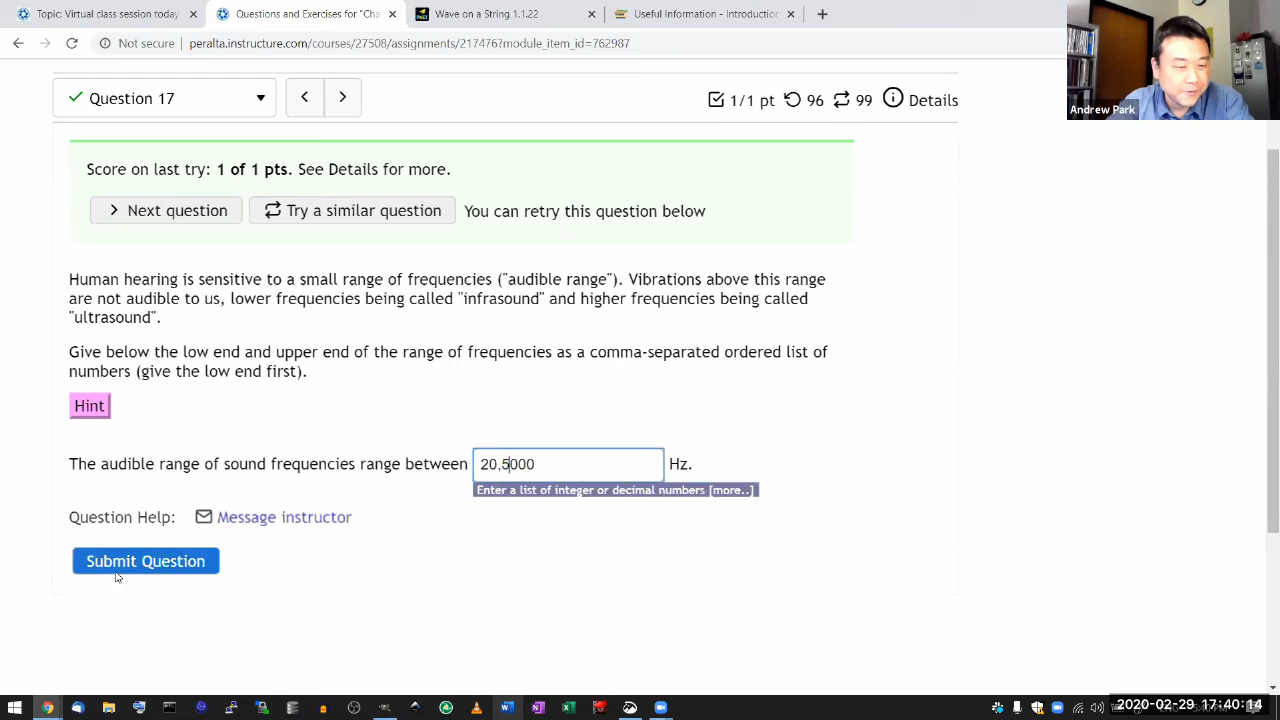 Topic: Virtual class sessionsday
Questions and Exercises for "Cha
Wave on a String 1.1.22
Useful Information - Introduction
Not secure
peralta.instructure.com/courses/27508/assignments/217476?module_item_id=762987
Andrew Park
Question 17
1/1 pt
96
99
Details
Score on last try: 1 of 1 pts. See Details for more.
Next question
Try a similar question
You can retry this question below
Human hearing is sensitive to a small range of frequencies ("audible range"). Vibrations above this range
are not audible to us, lower frequencies being called "infrasound" and higher frequencies being called
"ultrasound".
Give below the low end and upper end of the range of frequencies as a comma-separated ordered list of
numbers (give the low end first).
Hint
The audible range of sound frequencies range between 20,5000 Hz.
Enter a list of integer or decimal numbers [more..]
Question Help: Message instructor
Submit Question
2020-02-29 17:40:14